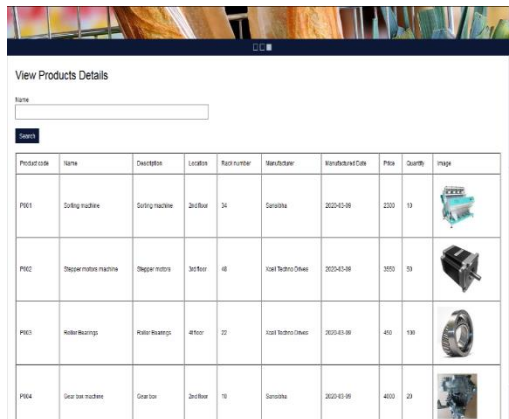 View Products Details
Name
Search
Product code Name Description Location Rack number Manufacturer Manufactured Date Price Quantity Image
P001 Sorting machine Sorting machine 2nd floor 34 Sansidha 2020-03-09 2300 10
P002 Stepper motors machine Stepper motors 3rd floor 48 Xcell Techno Drives 2020-03-09 3550 50
P003 Roller Bearings Roller Bearings 4t floor 22 Xcell Techno Drives 2020-03-09 450 100
P004 Gear box machine Gear box 2nd floor 18 2020-03-09 4800 20